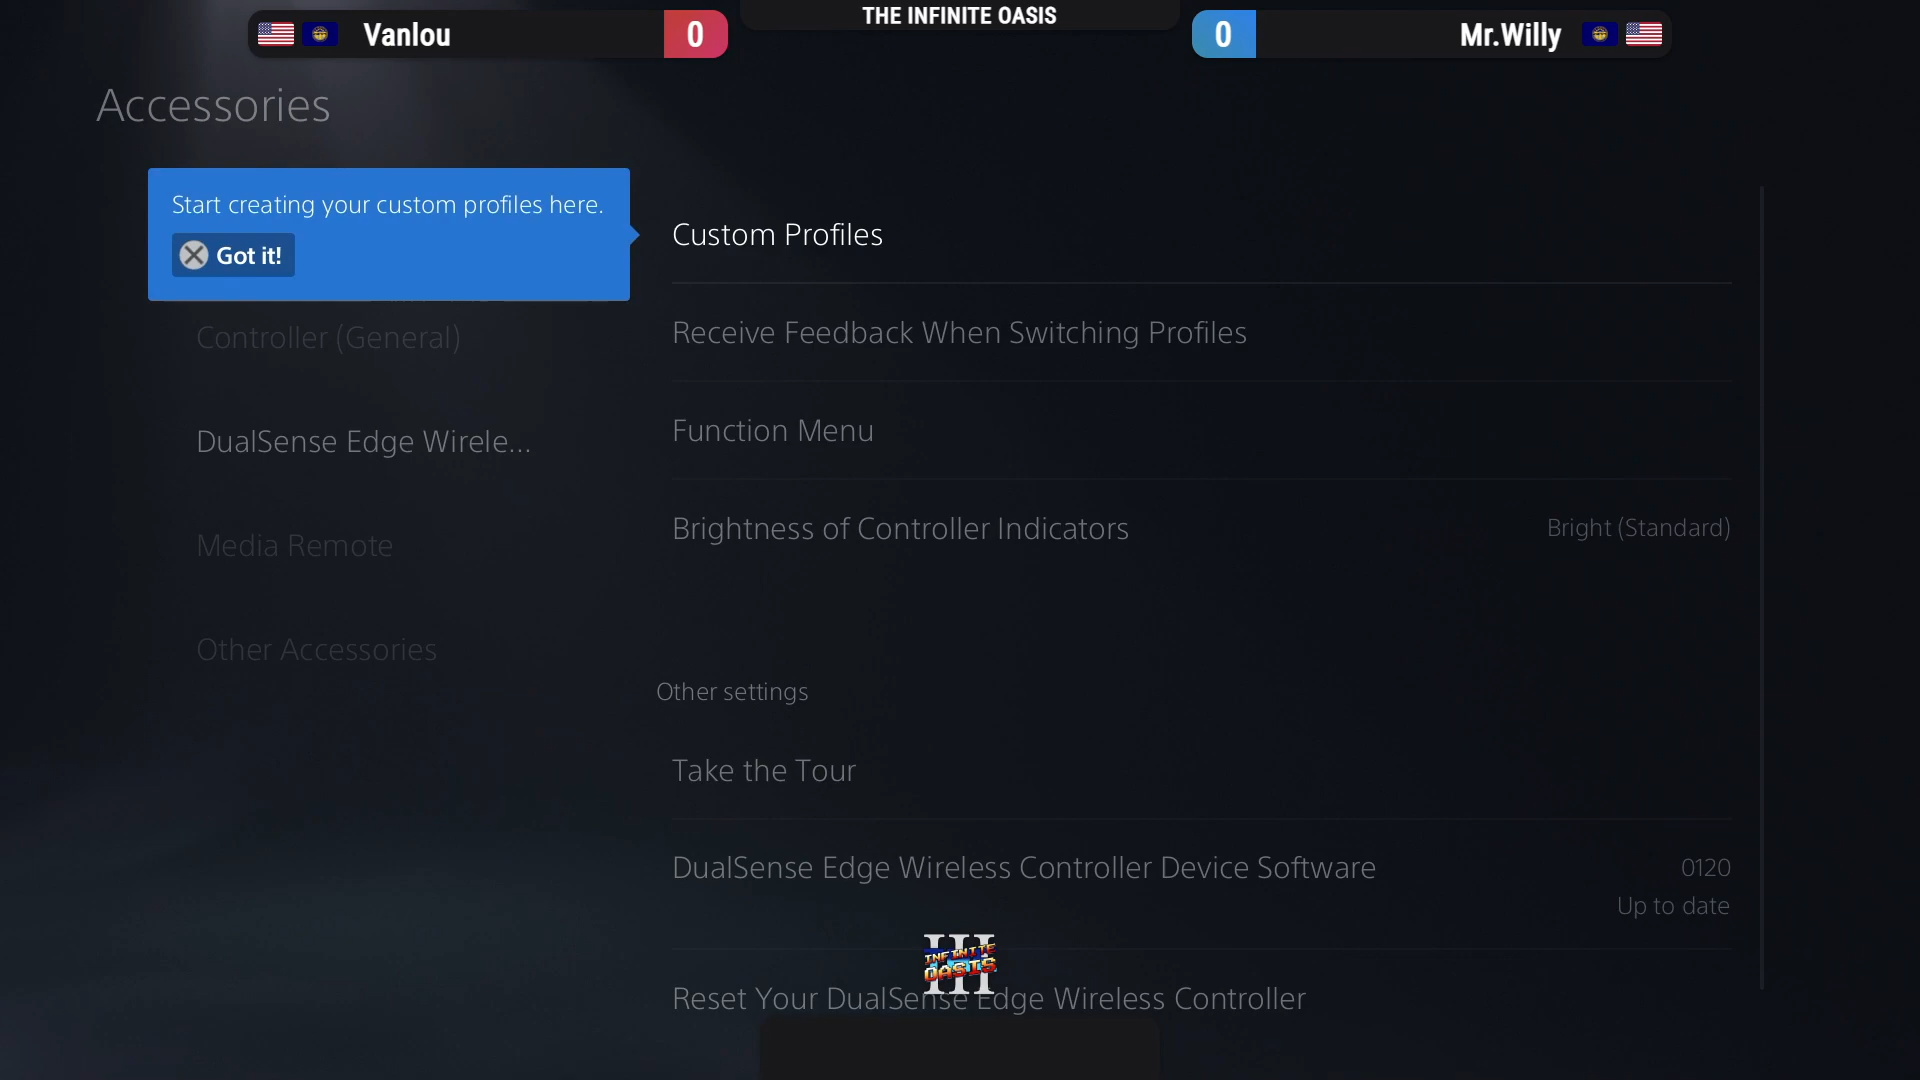 Vanlou
0
THE INFINITE OASIS
0
Mr.Willy
Accessories
Start creating your custom profiles here.
Got it!
Controller (General)
DualSense Edge Wirele...
Media Remote
Other Accessories
Custom Profiles
Receive Feedback When Switching Profiles
Function Menu
Brightness of Controller Indicators
Bright (Standard)
Other settings
Take the Tour
DualSense Edge Wireless Controller Device Software
0120
Up to date
III
INFINITE
OASIS
Reset Your DualSense Edge Wireless Controller